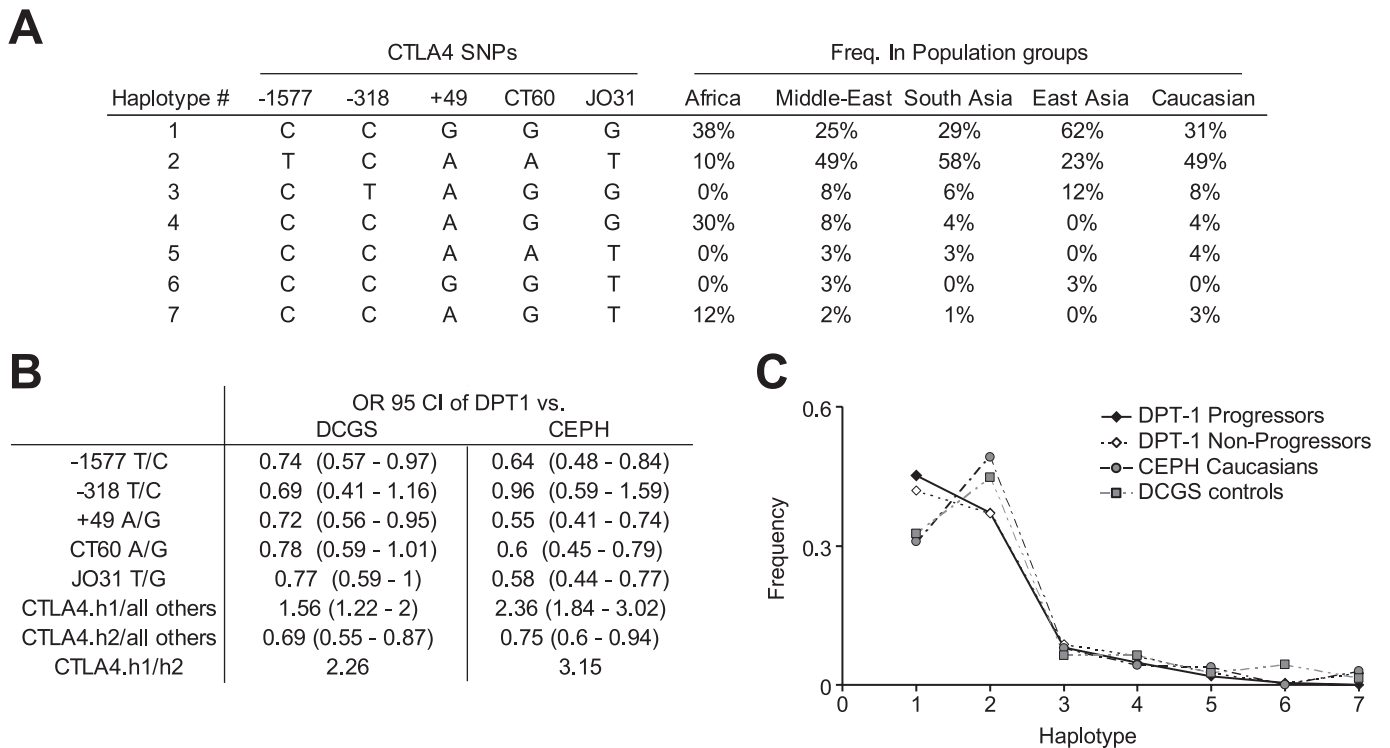 A
CTLA4 SNPs Freq. In Population groups
Haplotype # -1577 -318 +49 CT60 JO31 Africa Middle-East South Asia East Asia Caucasian
1 C C G G G 38% 25% 29% 62% 31%
2 T C A A T 10% 49% 58% 23% 49%
3 C T A G G 0% 8% 6% 12% 8%
4 C C A G G 30% 8% 4% 0% 4%
5 C C A A T 0% 3% 3% 0% 4%
6 C C G G T 0% 3% 0% 3% 0%
7 C C A G T 12% 2% 1% 0% 3%
B
OR 95 CI of DPT1 vs.
DCGS CEPH
-1577 T/C 0.74 (0.57 - 0.97) 0.64 (0.48 - 0.84)
-318 T/C 0.69 (0.41 - 1.16) 0.96 (0.59 - 1.59)
+49 A/G 0.72 (0.56 - 0.95) 0.55 (0.41 - 0.74)
CT60 A/G 0.78 (0.59 - 1.01) 0.6 (0.45 - 0.79)
JO31 T/G 0.77 (0.59 - 1) 0.58 (0.44 - 0.77)
CTLA4.h1/all others 1.56 (1.22 - 2) 2.36 (1.84 - 3.02)
CTLA4.h2/all others 0.69 (0.55 - 0.87) 0.75 (0.6 - 0.94)
CTLA4.h1/h2 2.26 3.15
C
0.6
0.3
0
Frequency
DPT-1 Progressors
DPT-1 Non-Progressors
CEPH Caucasians
DCGS controls
0 1 2 3 4 5 6 7
Haplotype